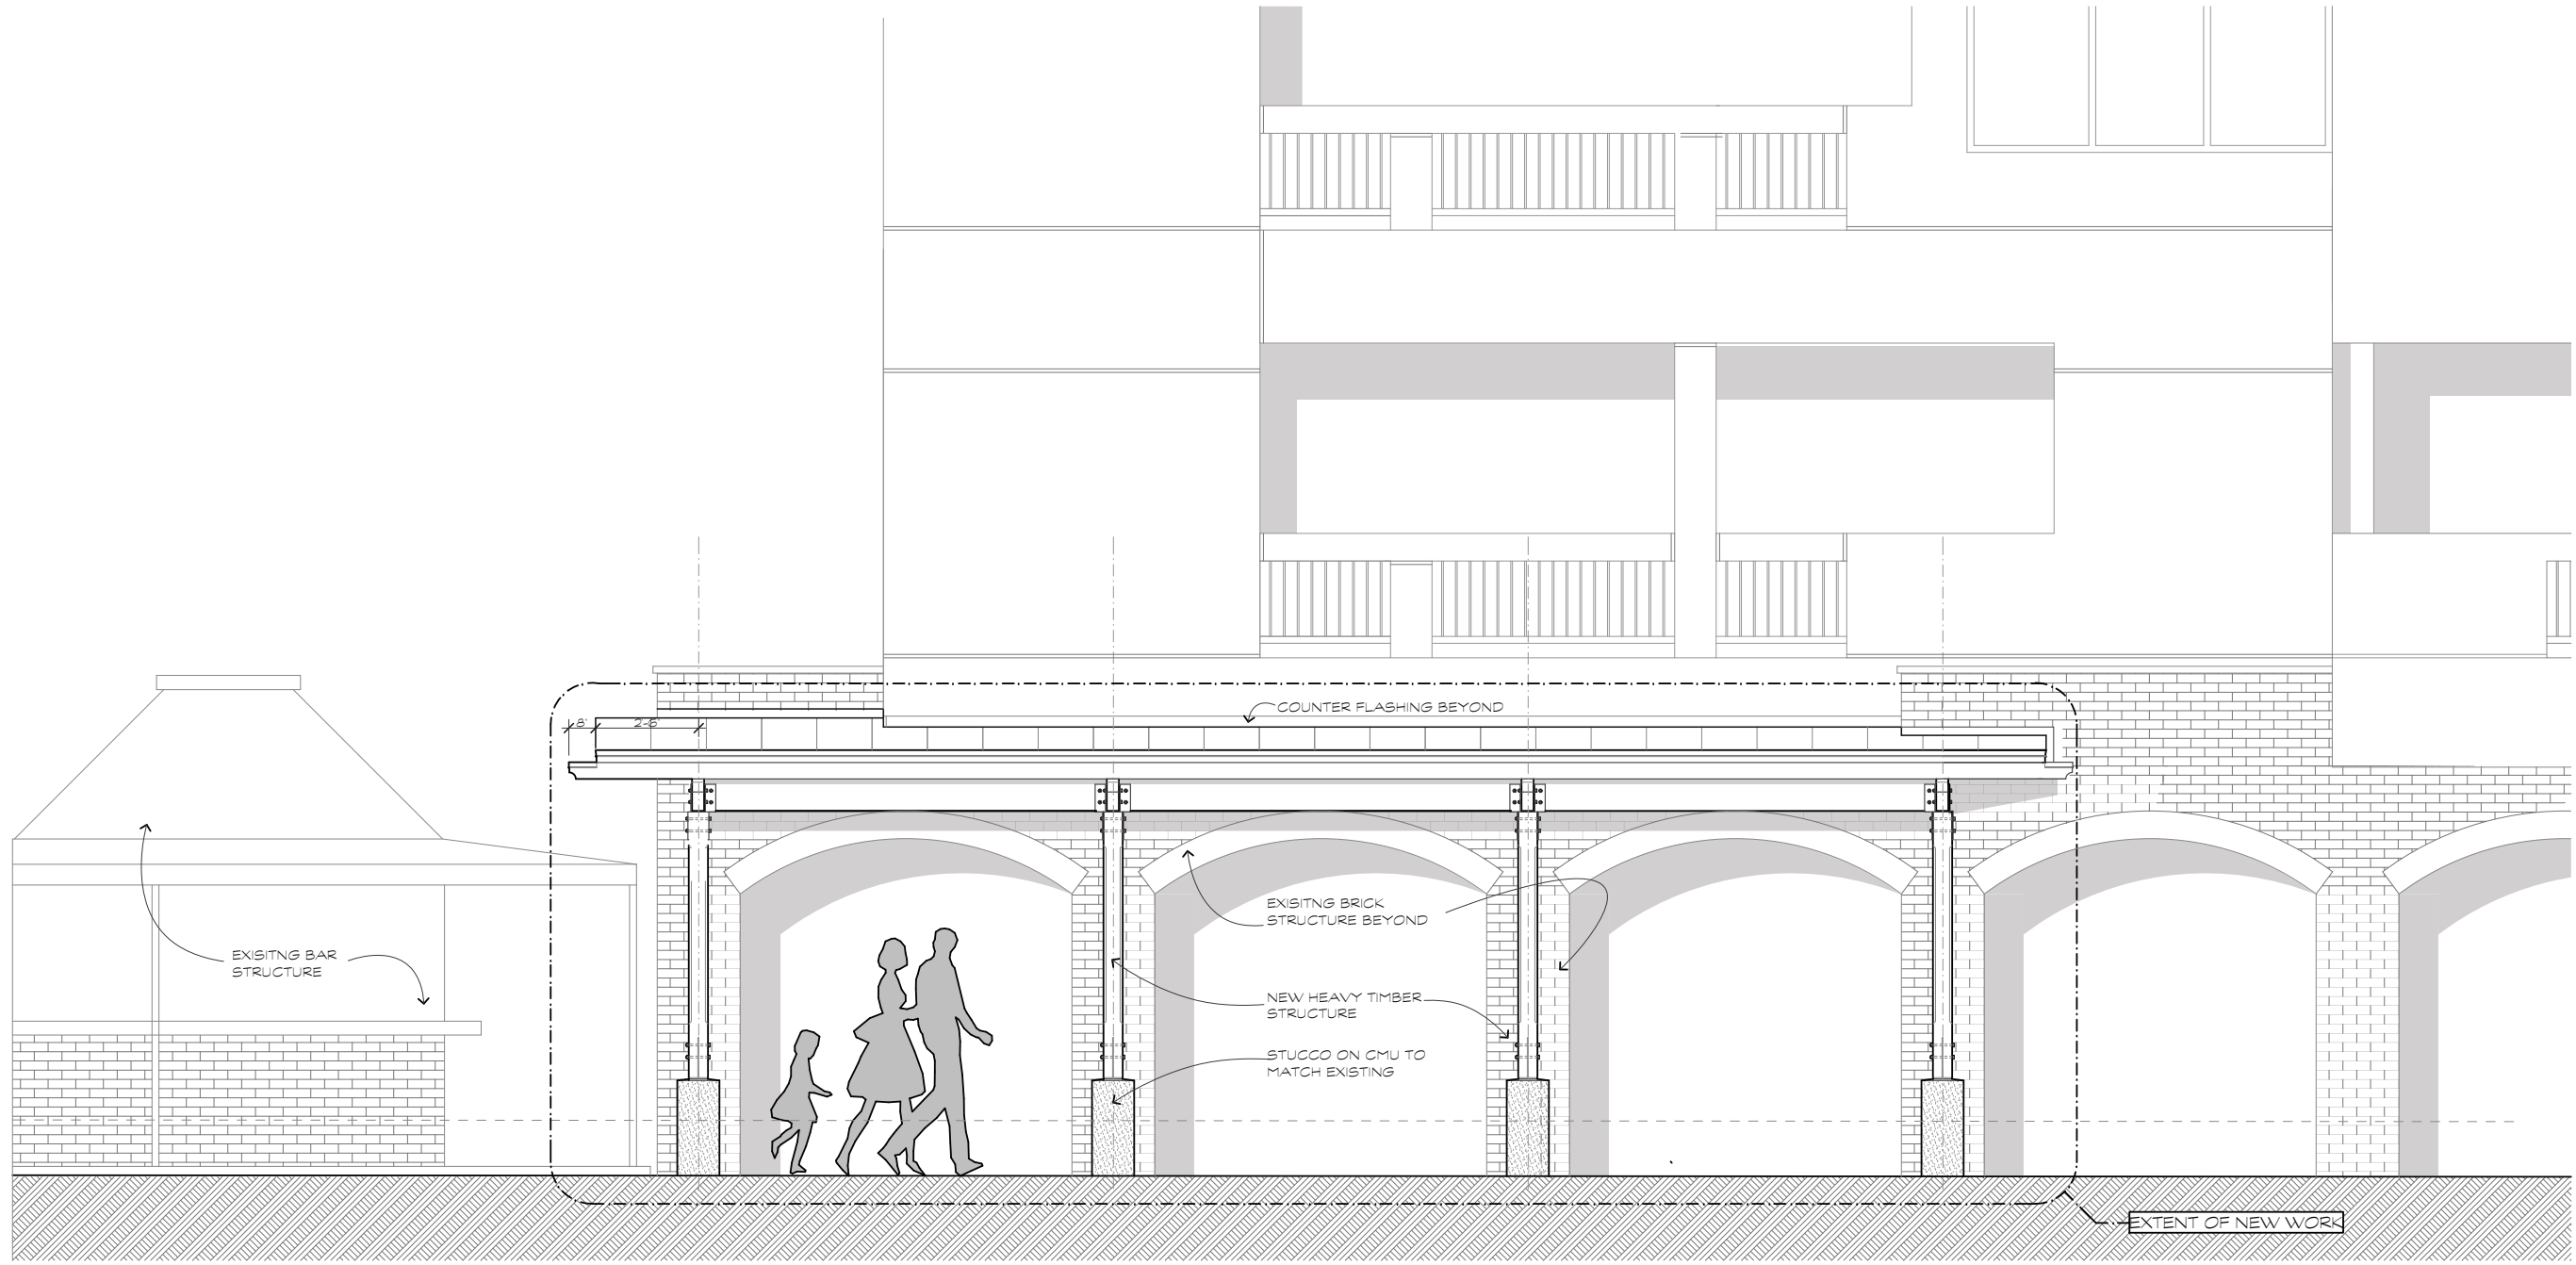 8"
2'-6"
COUNTER FLASHING BEYOND
EXISITNG BRICK
STRUCTURE BEYOND
EXISITNG BAR
STRUCTURE
NEW HEAVY TIMBER
STRUCTURE
STUCCO ON CMU TO
MATCH EXISTING
EXTENT OF NEW WORK